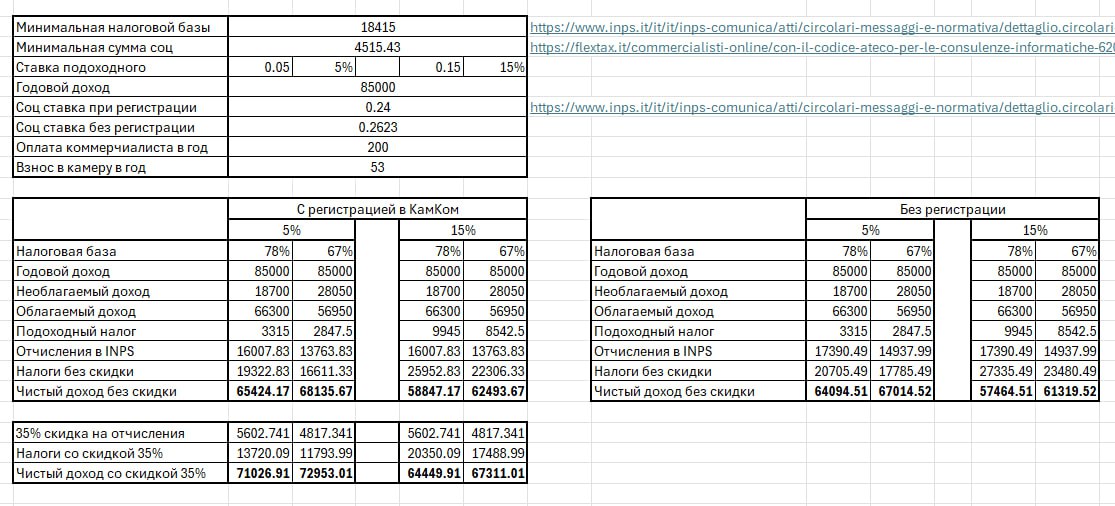 Минимальная налоговой базы 18415 https://www.inps.it/it/it/inps-comunica/atti/circolari-messaggi-e-normativa/dettaglio.circolari
Минимальная сумма соц 4515.43 https://flextax.it/commercialisti-online/con-il-codice-ateco-per-le-consulenze-informatiche-620
Ставка подоходного 0.05 5% 0.15 15%
Годовой доход 85000
Соц ставка при регистрации 0.24 https://www.inps.it/it/it/inps-comunica/atti/circolari-messaggi-e-normativa/dettaglio.circolari
Соц ставка без регистрации 0.2623
Оплата коммерчиалиста в год 200
Взнос в камеру в год 53
С регистрацией в КамКом
5% 15%
Налоговая база 78% 67% 78% 67%
Годовой доход 85000 85000 85000 85000
Необлагаемый доход 18700 28050 18700 28050
Облагаемый доход 66300 56950 66300 56950
Подоходный налог 3315 2847.5 9945 8542.5
Отчисления в INPS 16007.83 13763.83 16007.83 13763.83
Налоги без скидки 19322.83 16611.33 25952.83 22306.33
Чистый доход без скидки 65424.17 68135.67 58847.17 62493.67
Без регистрации
5% 15%
Налоговая база 78% 67% 78% 67%
Годовой доход 85000 85000 85000 85000
Необлагаемый доход 18700 28050 18700 28050
Облагаемый доход 66300 56950 66300 56950
Подоходный налог 3315 2847.5 9945 8542.5
Отчисления в INPS 17390.49 14937.99 17390.49 14937.99
Налоги без скидки 20705.49 17785.49 27335.49 23480.49
Чистый доход без скидки 64094.51 67014.52 57464.51 61319.52
35% скидка на отчисления 5602.741 4817.341 5602.741 4817.341
Налоги со скидкой 35% 13720.09 11793.99 20350.09 17488.99
Чистый доход со скидкой 35% 71026.91 72953.01 64449.91 67311.01